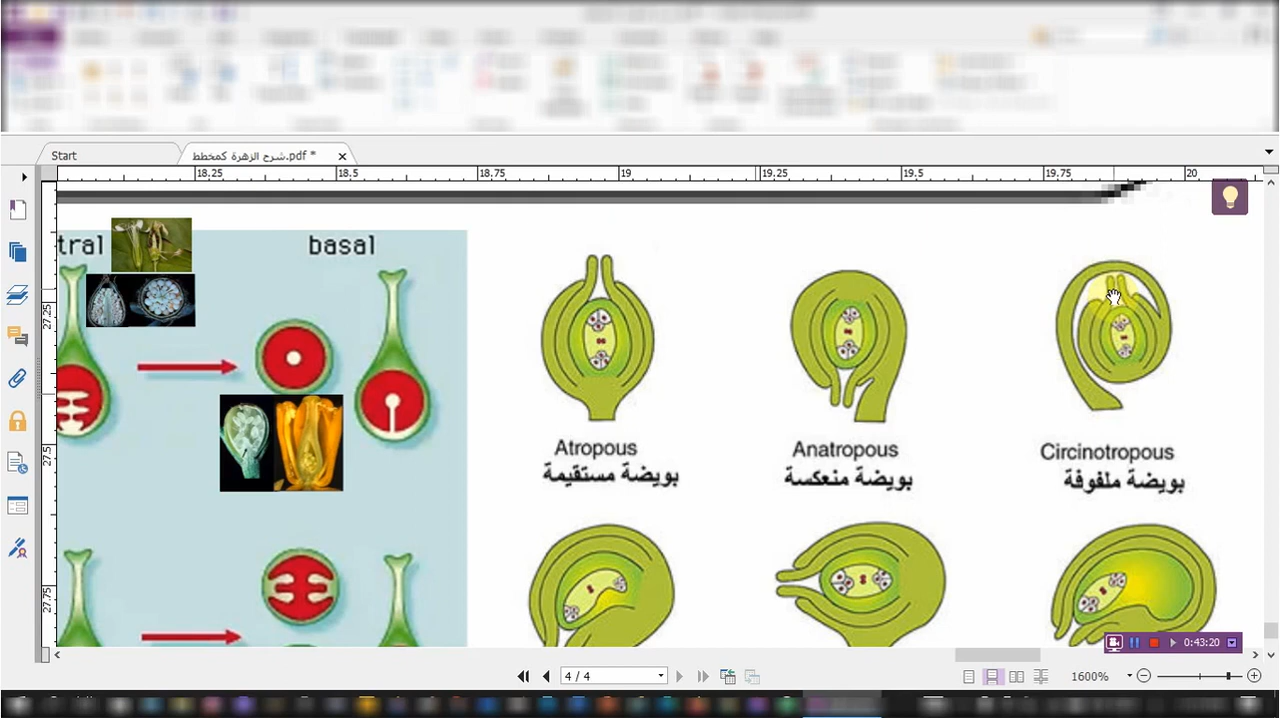 Start
شرح الزهرة كمخطط.pdf *
18.25
18.5
18.75
19
19.25
19.5
19.75
20
27.25
27.5
27.75
tral
basal
Atropous
بويضة مستقيمة
Anatropous
بويضة منعكسة
Circinotropous
بويضة ملفوفة
0:43:20
4 / 4
1600%